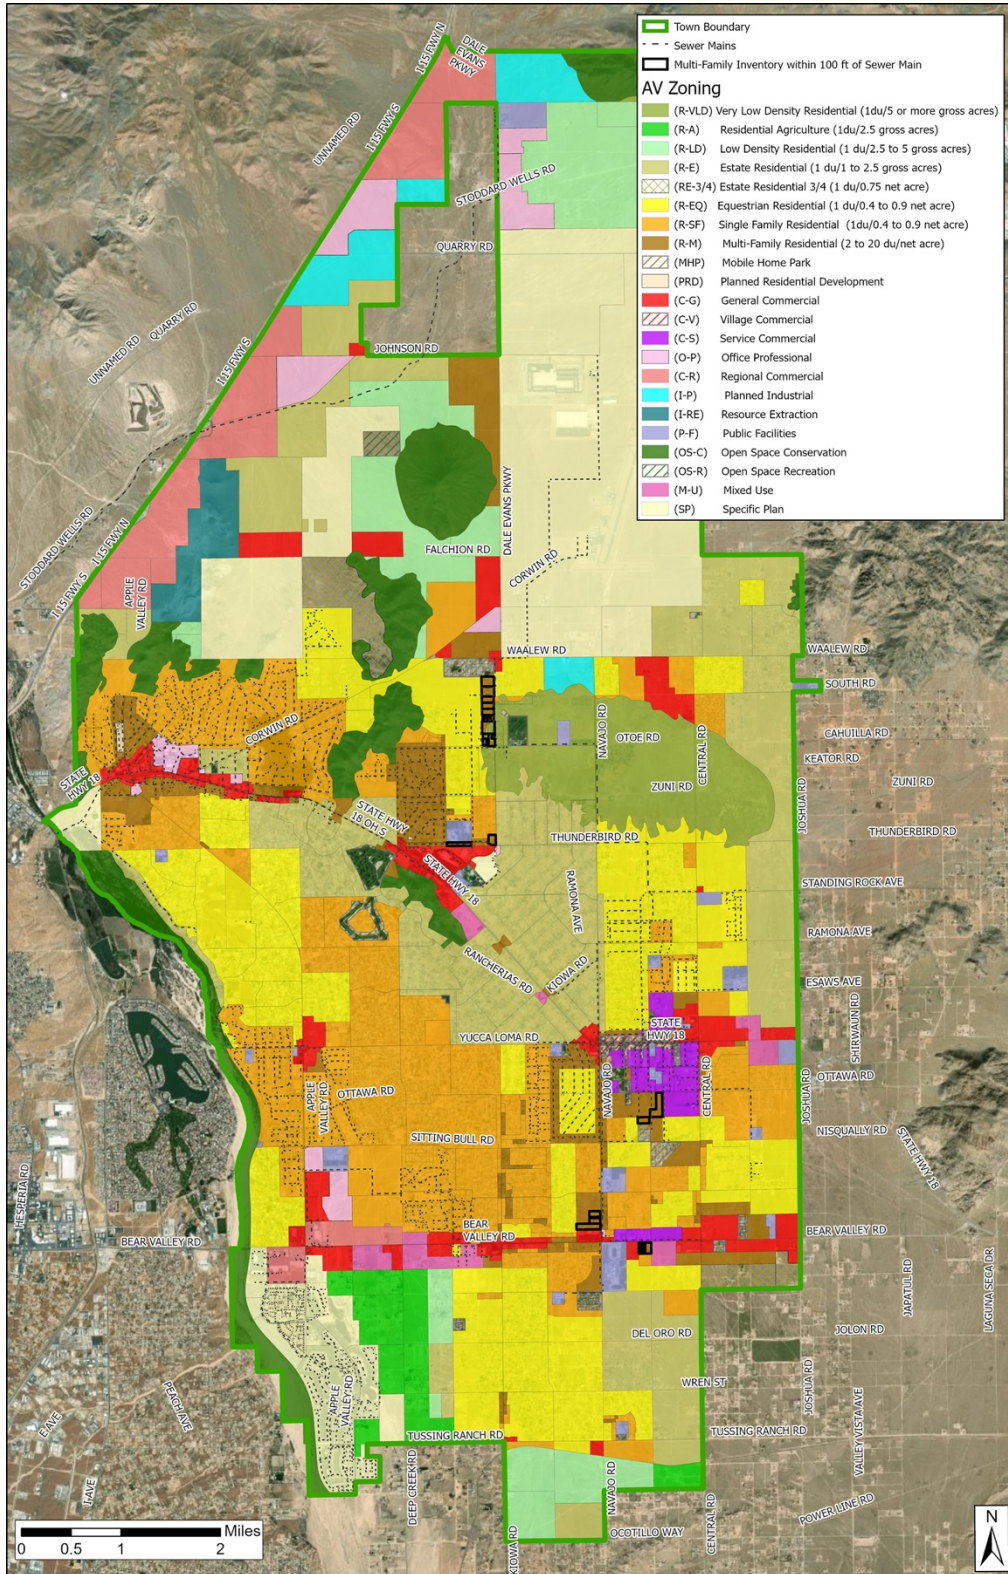 Town Boundary
Sewer Mains
Multi-Family Inventory within 100 ft of Sewer Main
AV Zoning
(R-VLD) Very Low Density Residential (1du/5 or more gross acres)
(R-A) Residential Agriculture (1du/2.5 gross acres)
(R-LD) Low Density Residential (1 du/2.5 to 5 gross acres)
(R-E) Estate Residential (1 du/1 to 2.5 gross acres)
(RE-3/4) Estate Residential 3/4 (1 du/0.75 net acre)
(R-EQ) Equestrian Residential (1 du/0.4 to 0.9 net acre)
(R-SF) Single Family Residential (1du/0.4 to 0.9 net acre)
(R-M) Multi-Family Residential (2 to 20 du/net acre)
(MHP) Mobile Home Park
(PRD) Planned Residential Development
(C-G) General Commercial
(C-V) Village Commercial
(C-S) Service Commercial
(O-P) Office Professional
(C-R) Regional Commercial
(I-P) Planned Industrial
(I-RE) Resource Extraction
(P-F) Public Facilities
(OS-C) Open Space Conservation
(OS-R) Open Space Recreation
(M-U) Mixed Use
(SP) Specific Plan
I 15 FWY N
DALE
EVANS
PKWY
UNNAMED RD
I 15 FWY S
STODDARD WELLS RD
QUARRY RD
QUARRY RD
UNNAMED RD
I 15 FWY S
JOHNSON RD
DALE EVANS PKWY
STODDARD WELLS RD
I 15 FWY N
I 15 FWY S
FALCHION RD
CORWIN RD
APPLE
VALLEY RD
WAALEW RD
WAALEW RD
SOUTH RD
NAVAJO RD
CORWIN RD
OTOE RD
CENTRAL RD
CAHUILLA RD
KEATOR RD
STATE
HWY 18
ZUNI RD
ZUNI RD
STATE HWY
18 OH S
THUNDERBIRD RD
JOSHUA RD
THUNDERBIRD RD
STATE HWY 18
RAMONA AVE
STANDING ROCK AVE
RAMONA AVE
RANCHERIAS RD
KIOWA RD
ESAWS AVE
SHIRWAUN RD
YUCCA LOMA RD
STATE
HWY 18
OTTAWA RD
APPLE
VALLEY RD
NAVAJO RD
CENTRAL RD
OTTAWA RD
JOSHUA RD
SITTING BULL RD
NISQUALLY RD
STATE HWY 18
HESPERIA RD
BEAR
VALLEY RD
BEAR VALLEY RD
BEAR VALLEY RD
JAPATUL RD
LAGUNA SECA DR
DEL ORO RD
JOLON RD
WREN ST
APPLE
VALLEY RD
PEACH AVE
E AVE
I AVE
JOSHUA RD
VALLEY VISTA AVE
TUSSING RANCH RD
TUSSING RANCH RD
DEEP CREEK RD
NAVAJO RD
CENTRAL RD
POWER LINE RD
KIOWA RD
OCOTILLO WAY
Miles
0 0.5 1 2
N